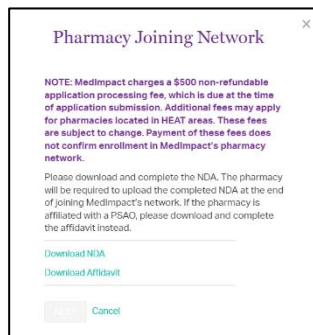 Pharmacy Joining Network
NOTE: MedImpact charges a $500 non-refundable
application processing fee, which is due at the time
of application submission. Additional fees may apply
for pharmacies located in HEAT areas. These fees
are subject to change. Payment of these fees does
not confirm enrollment in MedImpact's pharmacy
network.
Please download and complete the NDA. The pharmacy
will be required to upload the completed NDA at the end
of joining MedImpact's network. If the pharmacy is
affiliated with a PSAO, please download and complete
the affidavit instead.
Download NDA
Download Affidavit
Cancel